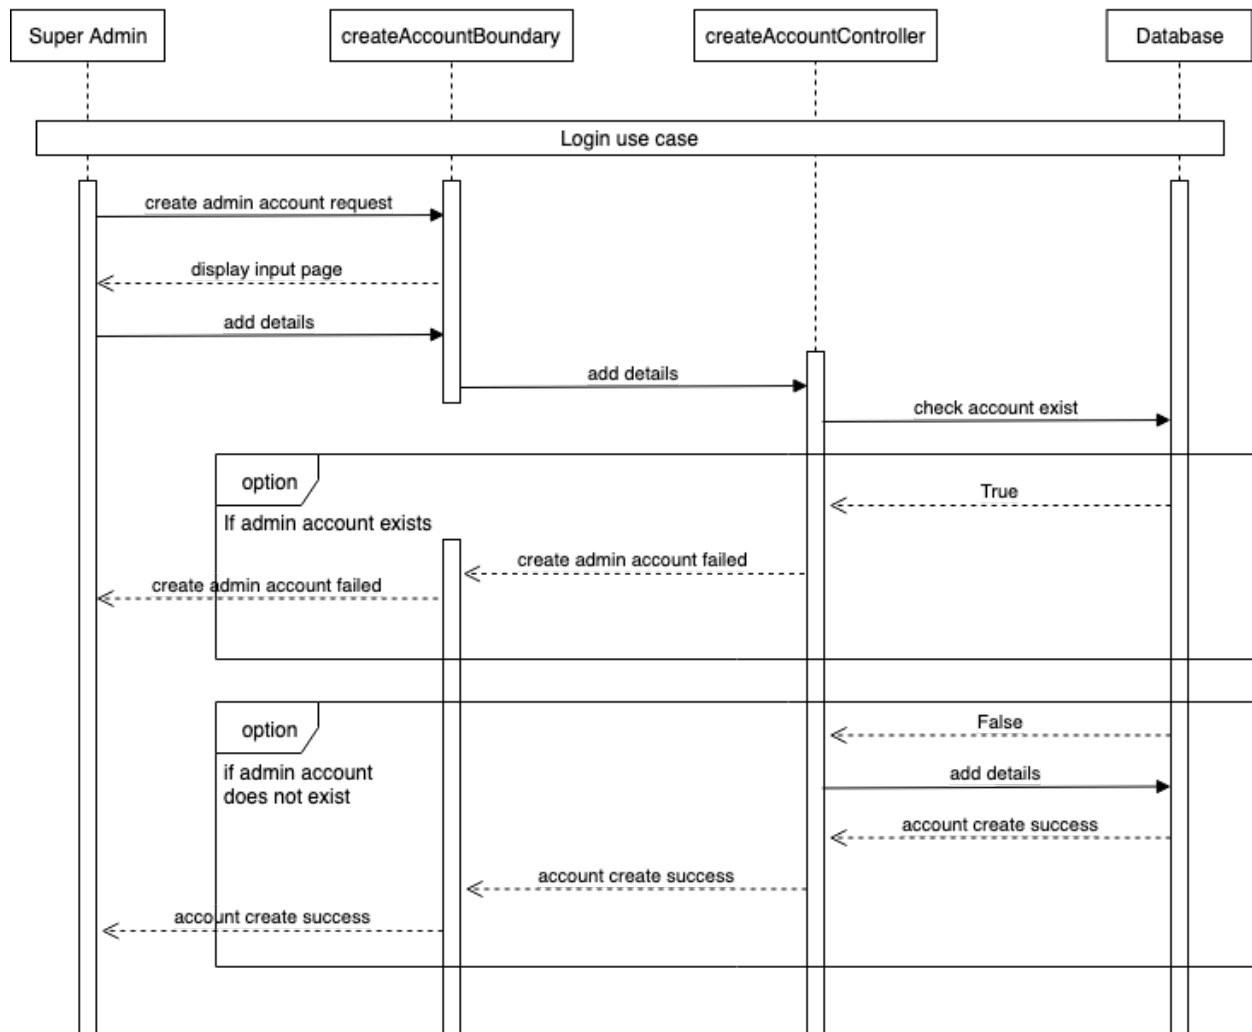 Super Admin
createAccountBoundary
createAccountController
Database
Login use case
create admin account request
display input page
add details
add details
check account exist
option
True
If admin account exists
create admin account failed
create admin account failed
option
False
if admin account
does not exist
add details
account create success
account create success
account create success